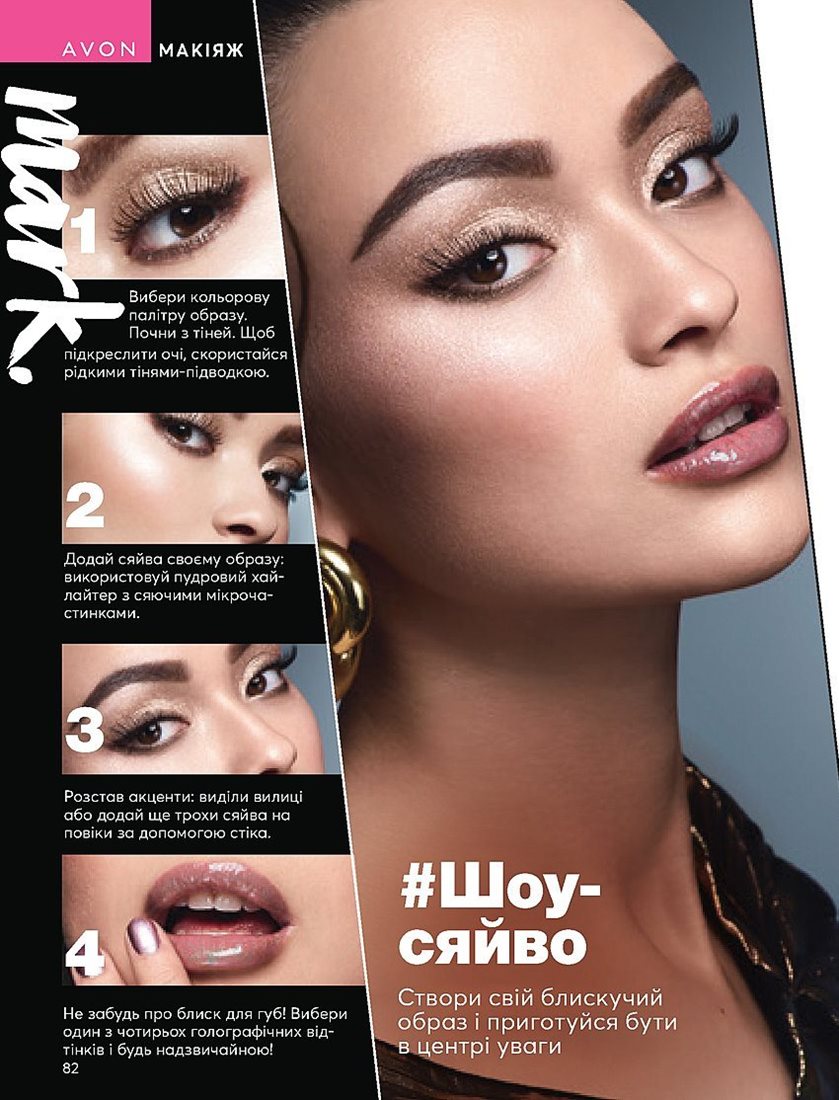 AVON МАКІЯЖ
mark.
1
Вибери кольорову
палітру образу.
Почни з тіней. Щоб
підкреслити очі, скористайся
рідкими тінями-підводкою.
2
Додай сяйва своєму образу:
використовуй пудровий хай-
лайтер з сяючими мікроча-
стинками.
3
Розстав акценти: виділи вилиці
або додай ще трохи сяйва на
повіки за допомогою стіка.
4
Не забудь про блиск для губ! Вибери
один з чотирьох голографічних від-
тінків і будь надзвичайною!
82
#Шоу-
сяйво
Створи свій блискучий
образ і приготуйся бути
в центрі уваги